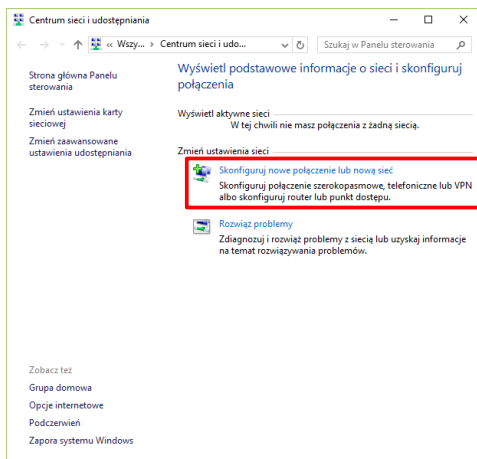 Centrum sieci i udostępniania
« Wszy... › Centrum sieci i udo...
Szukaj w Panelu sterowania
Strona główna Panelu
sterowania
Zmień ustawienia karty
sieciowej
Zmień zaawansowane
ustawienia udostępniania
Wyświetl podstawowe informacje o sieci i skonfiguruj
połączenia
Wyświetl aktywne sieci
W tej chwili nie masz połączenia z żadną siecią.
Zmień ustawienia sieci
Skonfiguruj nowe połączenie lub nową sieć
Skonfiguruj połączenie szerokopasmowe, telefoniczne lub VPN
albo skonfiguruj router lub punkt dostępu.
Rozwiąż problemy
Zdiagnozuj i rozwiąż problemy z siecią lub uzyskaj informacje
na temat rozwiązywania problemów.
Zobacz też
Grupa domowa
Opcje internetowe
Podczerwień
Zapora systemu Windows